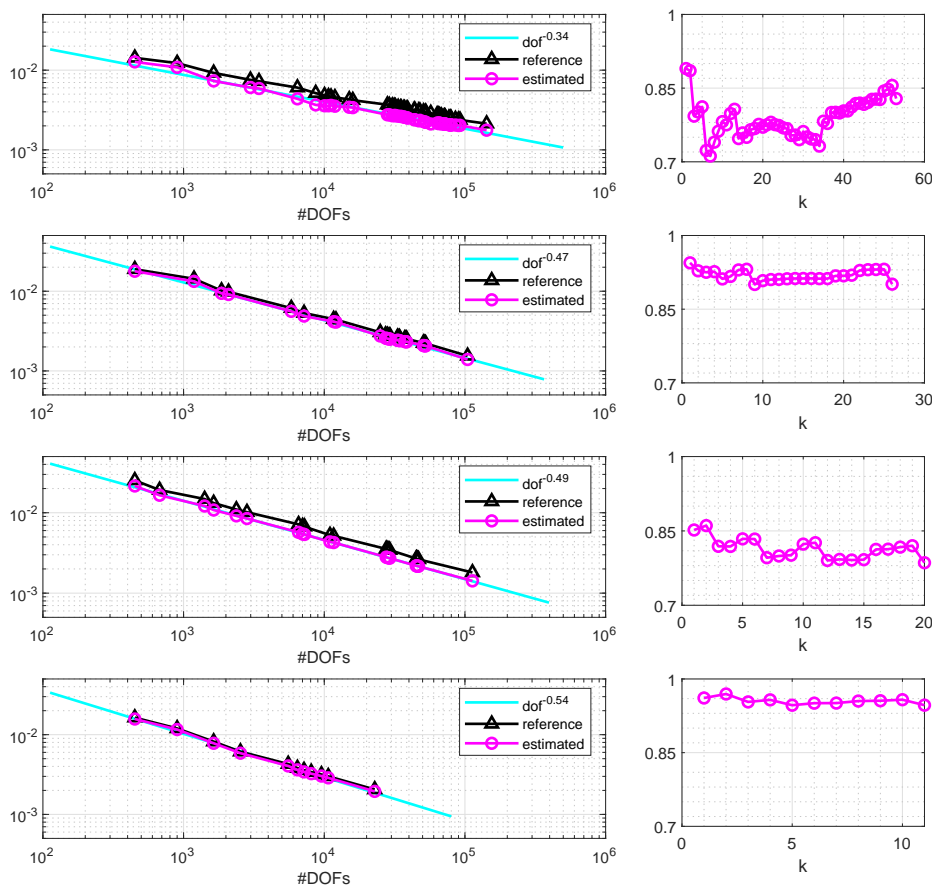 10^-2
10^-3
10^2 10^3 10^4 10^5 10^6
#DOFs
dof^-0.34
reference
estimated
1
0.85
0.7
0 20 40 60
k
10^-2
10^-3
10^2 10^3 10^4 10^5 10^6
#DOFs
dof^-0.47
reference
estimated
1
0.85
0.7
0 10 20 30
k
10^-2
10^-3
10^2 10^3 10^4 10^5 10^6
#DOFs
dof^-0.49
reference
estimated
1
0.85
0.7
0 5 10 15 20
k
10^-2
10^-3
10^2 10^3 10^4 10^5 10^6
#DOFs
dof^-0.54
reference
estimated
1
0.85
0.7
0 5 10
k